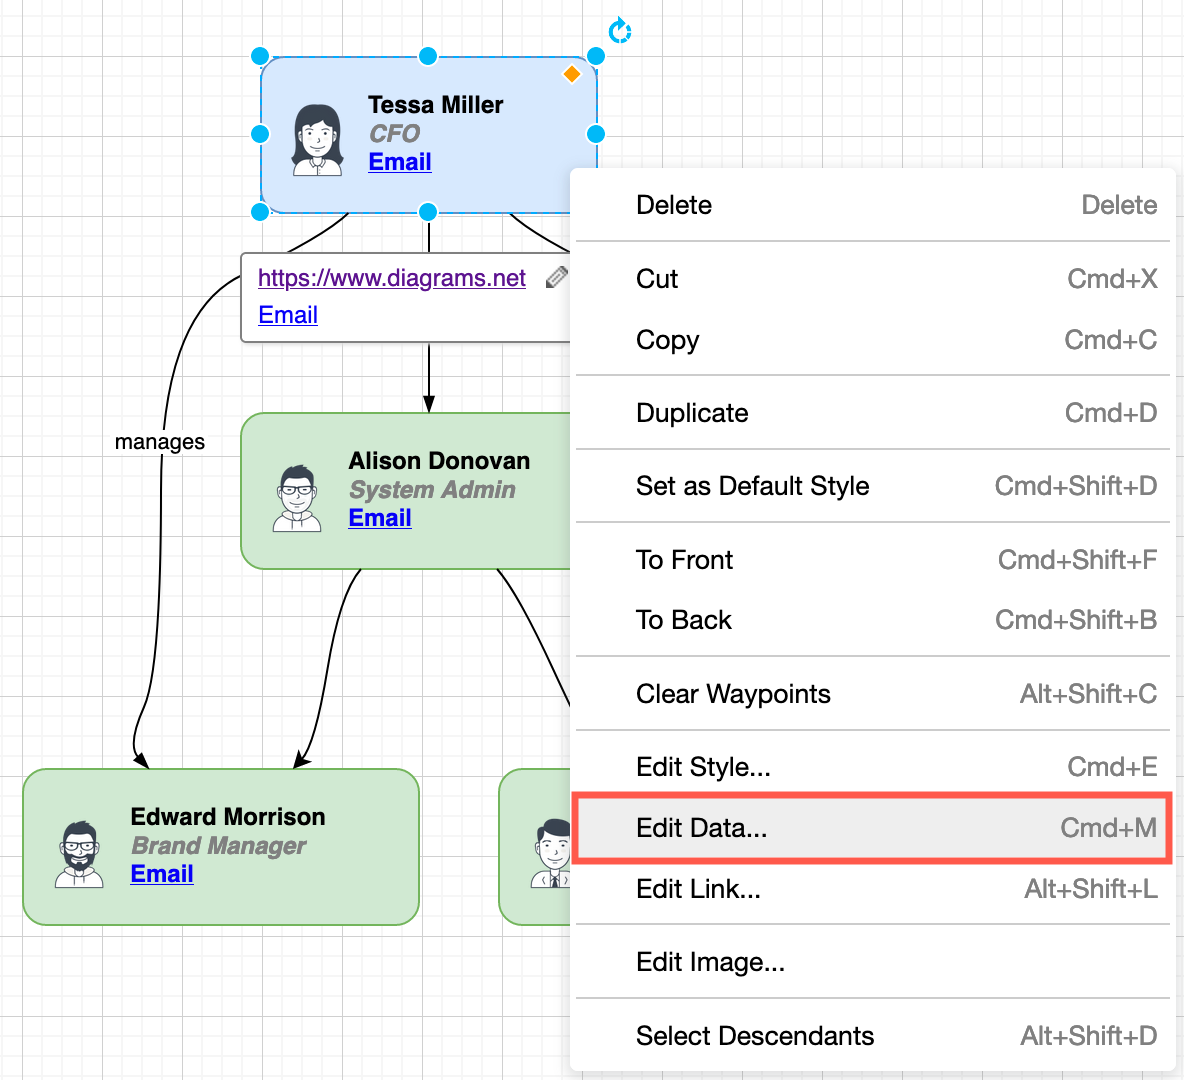 Tessa Miller
CFO
Email
https://www.diagrams.net
Email
manages
Alison Donovan
System Admin
Email
Edward Morrison
Brand Manager
Email
Delete Delete
Cut Cmd+X
Copy Cmd+C
Duplicate Cmd+D
Set as Default Style Cmd+Shift+D
To Front Cmd+Shift+F
To Back Cmd+Shift+B
Clear Waypoints Alt+Shift+C
Edit Style... Cmd+E
Edit Data... Cmd+M
Edit Link... Alt+Shift+L
Edit Image...
Select Descendants Alt+Shift+D